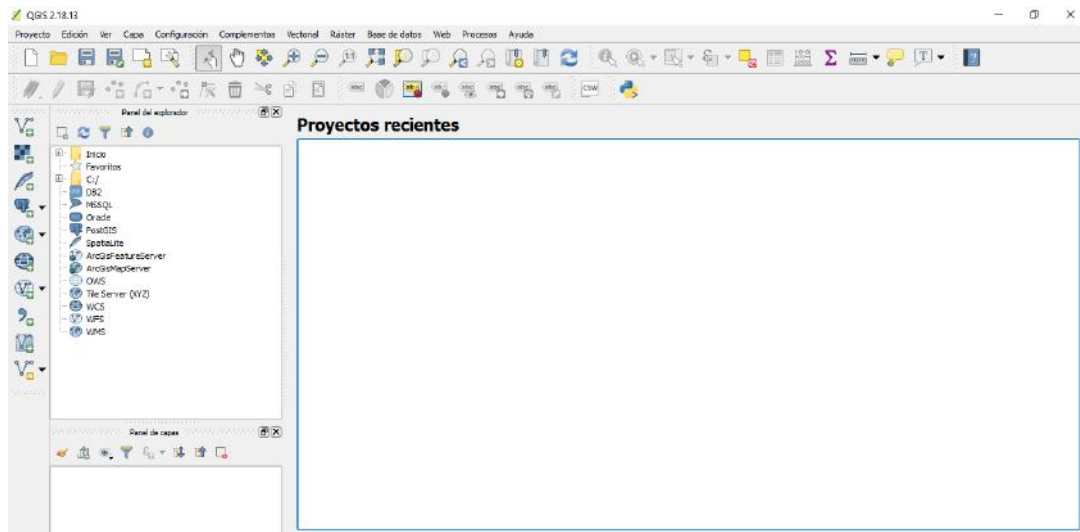 QGIS 2.18.13
Proyecto Edición Ver Capa Configuración Complementos Vectorial Ráster Base de datos Web Procesos Ayuda
Panel del explorador
Proyectos recientes
Inicio
Favoritos
C:/
DB2
MSSQL
Oracle
PostGIS
SpatiaLite
ArcGisFeatureServer
ArcGisMapServer
OWS
Tile Server (XYZ)
WCS
WFS
WMS
Panel de capas